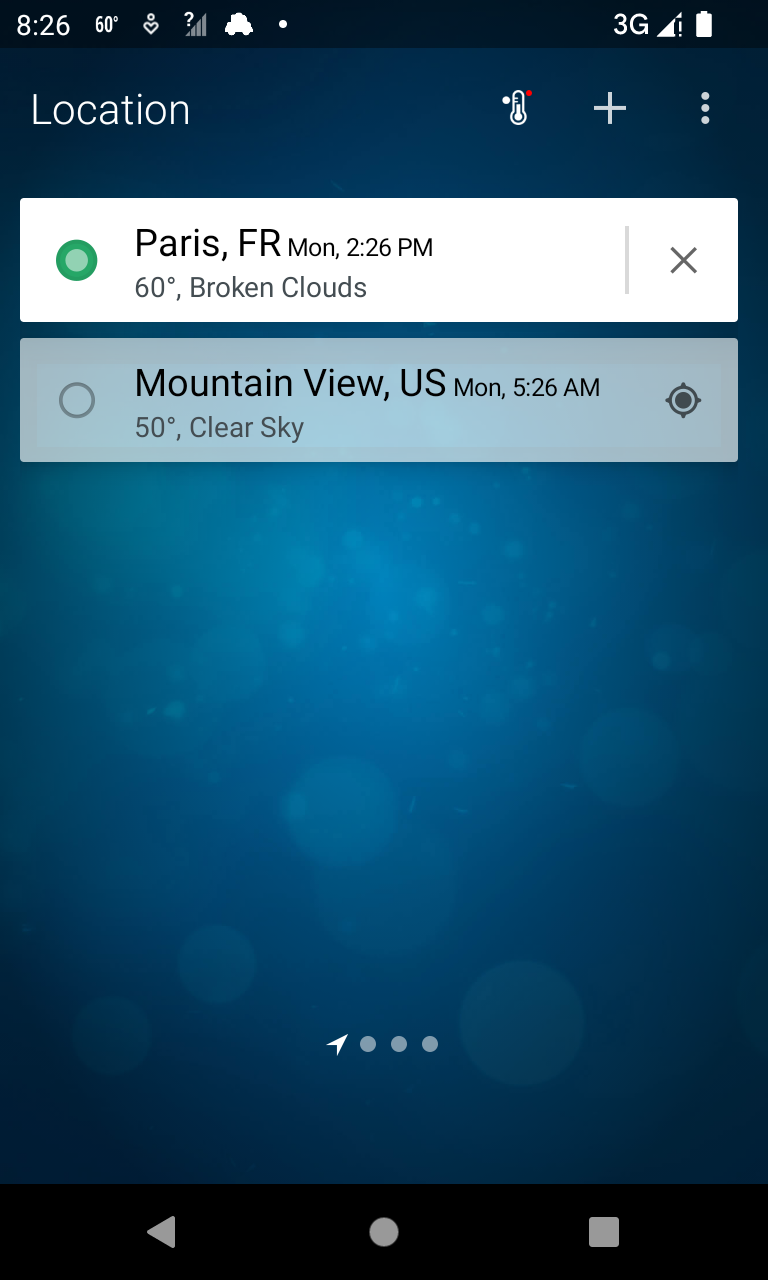 8:26 60° ? 3G
Location
Paris, FR Mon, 2:26 PM
60°, Broken Clouds
Mountain View, US Mon, 5:26 AM
50°, Clear Sky